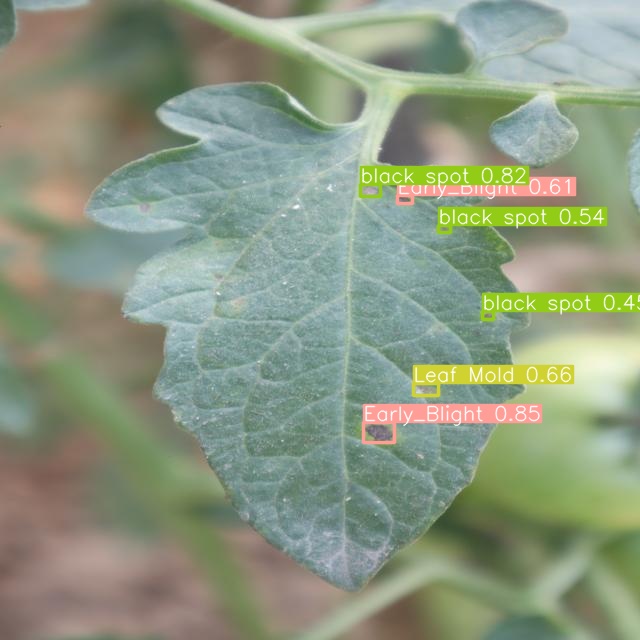 black spot 0.82
Early_Blight 0.61
black spot 0.54
black spot 0.45
Leaf Mold 0.66
Early_Blight 0.85